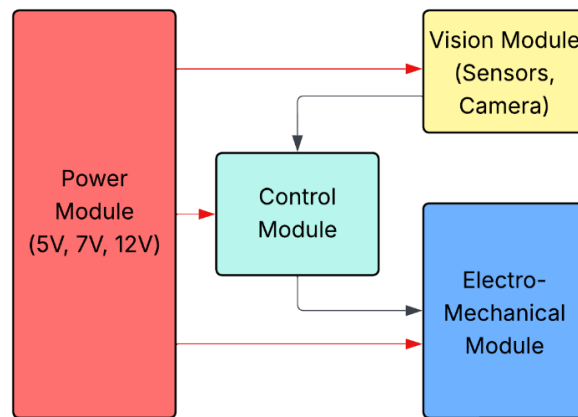 Power
Module
(5V, 7V, 12V)
Vision Module
(Sensors,
Camera)
Control
Module
Electro-
Mechanical
Module